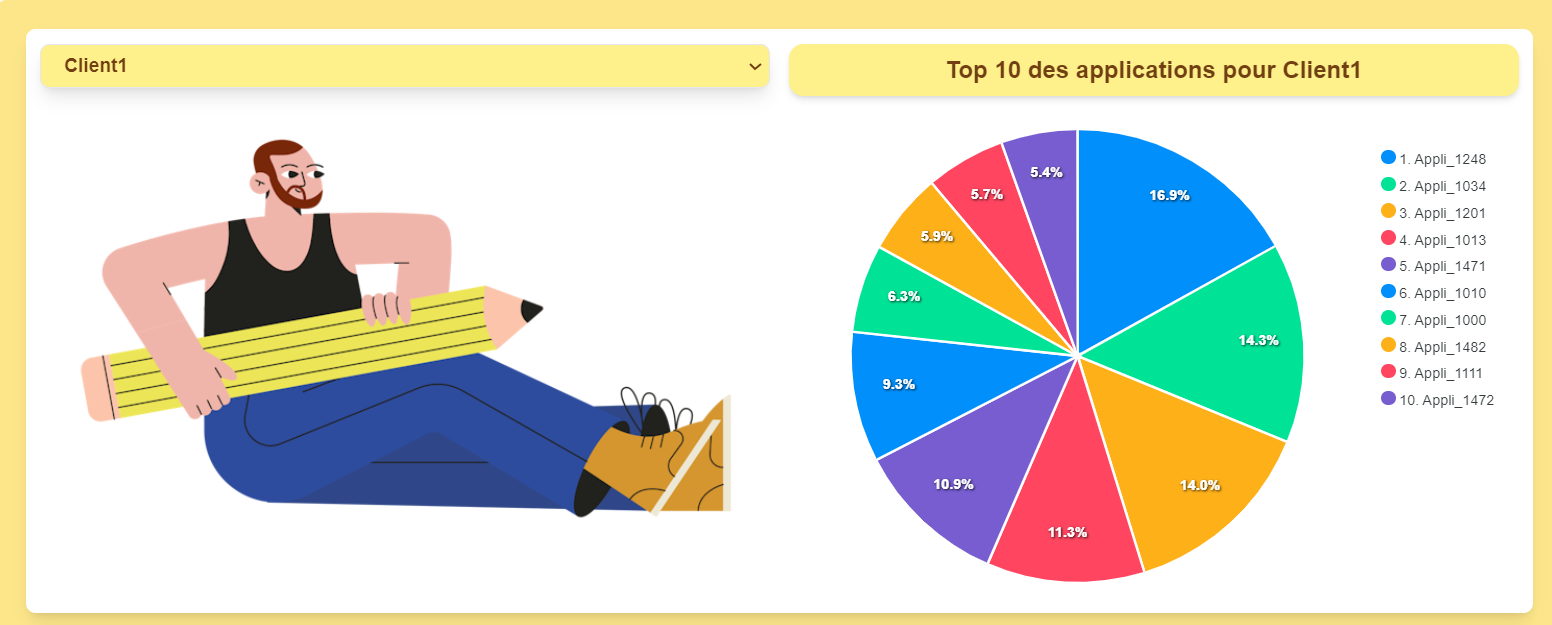 Client1
Top 10 des applications pour Client1
16.9%
14.3%
14.0%
11.3%
10.9%
9.3%
6.3%
5.9%
5.7%
5.4%
1. Appli_1248
2. Appli_1034
3. Appli_1201
4. Appli_1013
5. Appli_1471
6. Appli_1010
7. Appli_1000
8. Appli_1482
9. Appli_1111
10. Appli_1472